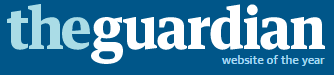 theguardian
website of the year